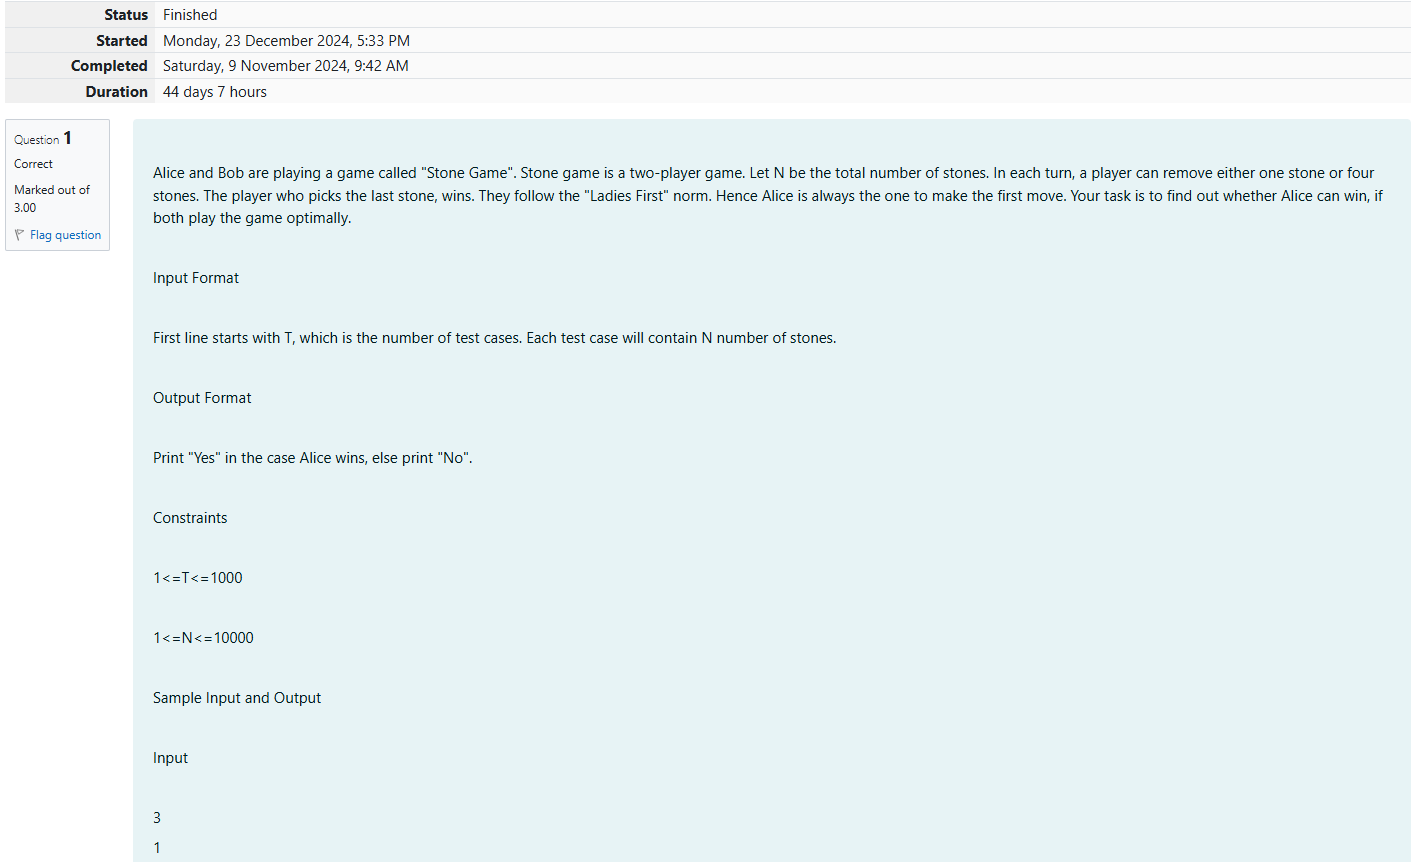 Status Finished
Started Monday, 23 December 2024, 5:33 PM
Completed Saturday, 9 November 2024, 9:42 AM
Duration 44 days 7 hours
Question 1
Correct
Marked out of
3.00
Flag question
Alice and Bob are playing a game called "Stone Game". Stone game is a two-player game. Let N be the total number of stones. In each turn, a player can remove either one stone or four
stones. The player who picks the last stone, wins. They follow the "Ladies First" norm. Hence Alice is always the one to make the first move. Your task is to find out whether Alice can win, if
both play the game optimally.
Input Format
First line starts with T, which is the number of test cases. Each test case will contain N number of stones.
Output Format
Print "Yes" in the case Alice wins, else print "No".
Constraints
1<=T<=1000
1<=N<=10000
Sample Input and Output
Input
3
1